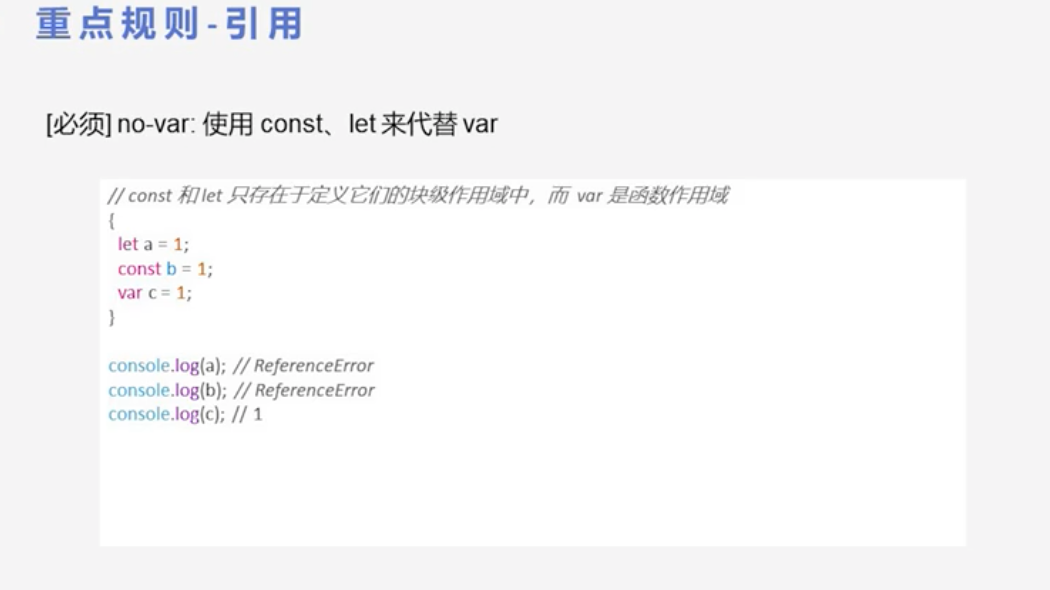 重点规则-引用
[必须] no-var: 使用 const、let 来代替 var
// const 和 let 只存在于定义它们的块级作用域中，而 var 是函数作用域
{
  let a = 1;
  const b = 1;
  var c = 1;
}
console.log(a); // ReferenceError
console.log(b); // ReferenceError
console.log(c); // 1